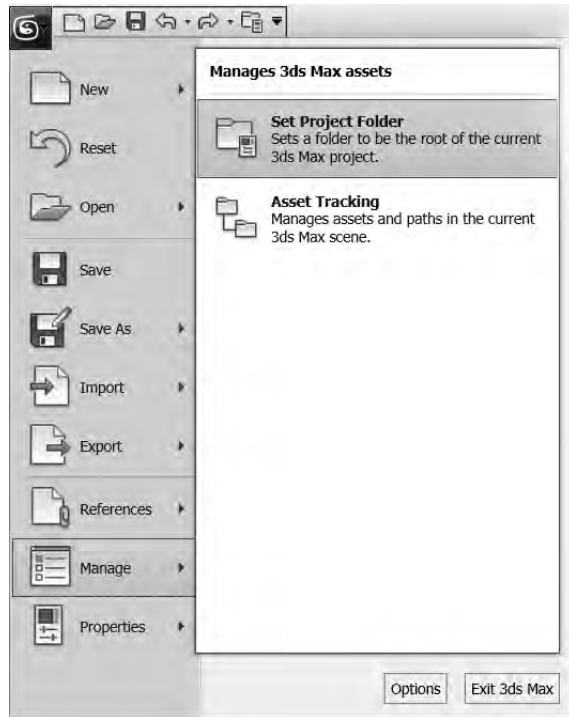 New
Reset
Open
Save
Save As
Import
Export
References
Manage
Properties
Manages 3ds Max assets
Set Project Folder
Sets a folder to be the root of the current
3ds Max project.
Asset Tracking
Manages assets and paths in the current
3ds Max scene.
Options
Exit 3ds Max